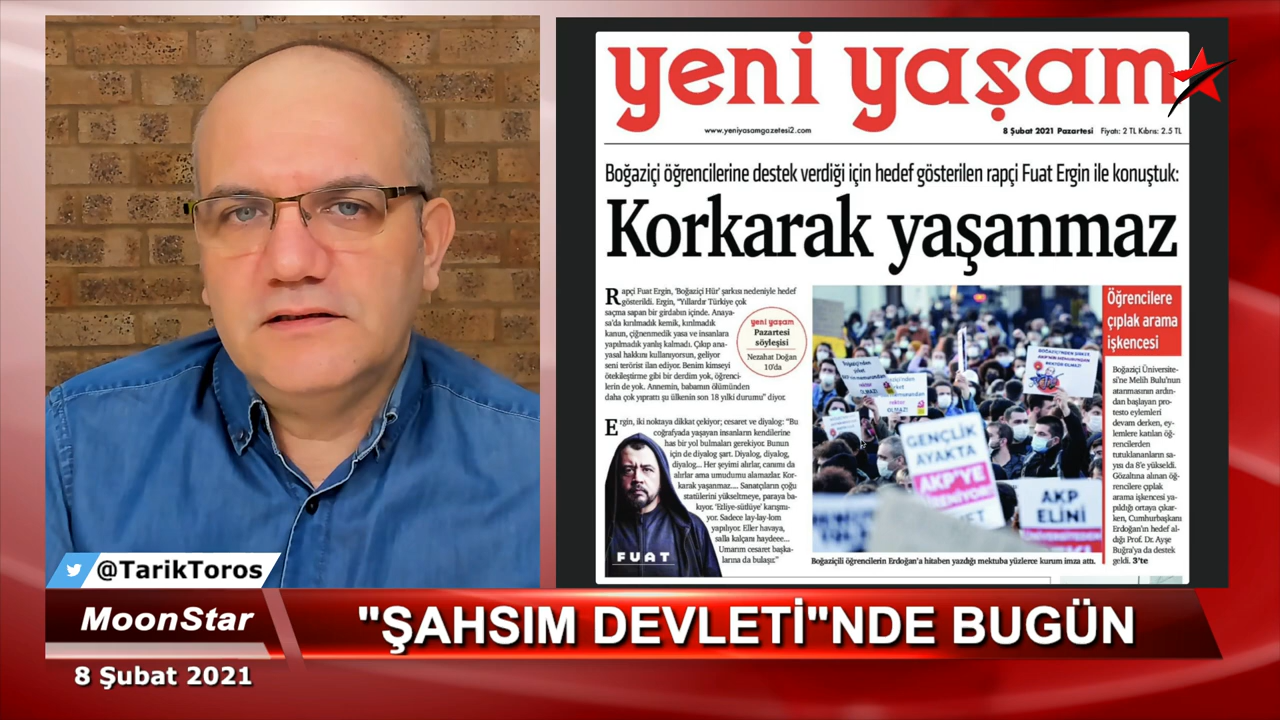 yeni yaşam
www.yeniyasamgazetesi2.com
8 Şubat 2021 Pazartesi Fiyatı: 2 TL Kıbrıs: 2.5 TL
Boğaziçi öğrencilerine destek verdiği için hedef gösterilen rapçi Fuat Ergin ile konuştuk:
Korkarak yaşanmaz
Rapçi Fuat Ergin, 'Boğaziçi Hür' şarkısı nedeniyle hedef
gösterildi. Ergin, "Yıllardır Türkiye çok
saçma sapan bir girdabın içinde. Anaya-
sa'da kırılmadık kemik, kırılmadık
kanun, çiğnenmedik yasa ve insanlara
yapılmadık yanlış kalmadı. Çıkıp ana-
yasal hakkını kullanıyorsun, geliyor
seni terörist ilan ediyor. Benim kimseyi
ötekileştirme gibi bir derdim yok, öğrenci-
lerin de yok. Annemin, babamın ölümünden
daha çok yıprattı şu ülkenin son 18 yılki durumu" diyor.
yeni yaşam
Pazartesi
söyleşisi
Nezahat Doğan
10'da
Ergin, iki noktaya dikkat çekiyor; cesaret ve diyalog: "Bu
coğrafyada yaşayan insanların kendilerine
has bir yol bulmaları gerekiyor. Bunun
için de diyalog şart. Diyalog, diyalog,
diyalog... Her şeyimi alırlar, canımı da
alırlar ama umudumu alamazlar. Kor-
karak yaşanmaz.... Sanatçıların çoğu
statülerini yükseltmeye, paraya ba-
kıyor. 'Etliye-sütlüye' karışmı-
yor. Sadece lay-lay-lom
yapılıyor. Eller havaya,
salla kalçanı haydeee...
Umarım cesaret başka-
larına da bulaşır."
FUAT
GENÇLİK
AYAKTA
AKP'YE
AKP
ELİNİ
Boğaziçili öğrencilerin Erdoğan'a hitaben yazdığı mektuba yüzlerce kurum imza attı.
Öğrencilere
çıplak arama
işkencesi
Boğaziçi Üniversite-
si'ne Melih Bulu'nun
atanmasının ardın-
dan başlayan pro-
testo eylemleri
devam derken, ey-
lemlere katılan öğ-
rencilerden
tutuklananların sa-
yısı da 8'e yükseldi.
Gözaltına alınan öğ-
rencilere çıplak
arama işkencesi ya-
pıldığı ortaya çıkar-
ken, Cumhurbaşkanı
Erdoğan'ın hedef al-
dığı Prof. Dr. Ayşe
Buğra'ya da destek
geldi. 3'te
@TarikToros
MoonStar
"ŞAHSIM DEVLETİ"NDE BUGÜN
8 Şubat 2021